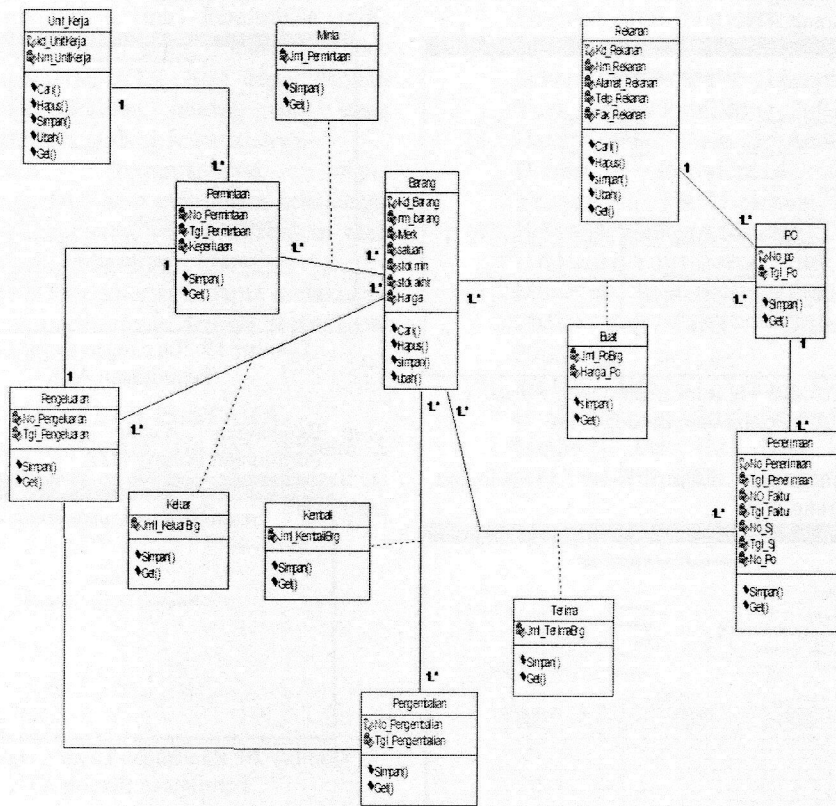 Unit_Kerja
Kd_UnitKerja
Nm_UnitKerja
Cari()
Hapus()
Simpan()
Ubah()
Get()
1
1..*
Minta
Jml_Permintaan
Simpan()
Get()
Permintaan
No_Permintaan
Tgl_Permintaan
Keperluaan
Simpan()
Get()
1
1..*
1..*
1..*
Barang
Kd_Barang
nm_barang
Merk
satuan
stok min
stok akhir
Harga
Cari()
Hapus()
simpan()
ubah()
1..*
1..*
1..*
Rekanan
Kd_Rekanan
Nm_Rekanan
Alamat_Rekanan
Telp_Rekanan
Fax_Rekanan
Cari()
Hapus()
simpan()
Ubah()
Get()
1
1..*
PO
No_po
Tgl_Po
Simpan()
Get()
1..*
1
1..*
Buat
Jml_PoBrg
Harga_Po
simpan()
Get()
1
Pengeluaran
No_Pengeluaran
Tgl_Pengeluaran
Simpan()
Get()
1..*
Penerimaan
No_Penerimaan
Tgl_Penerimaan
NO_Faktur
Tgl_Faktur
No_Sj
Tgl_Sj
No_Po
Simpan()
Get()
1..*
Keluar
Jml_KeluarBrg
Simpan()
Get()
Kembali
Jml_KembaliBrg
Simpan()
Get()
Terima
Jml_TerimaBrg
Simpan()
Get()
1..*
Pengembalian
No_Pengembalian
Tgl_Pengembalian
Simpan()
Get()